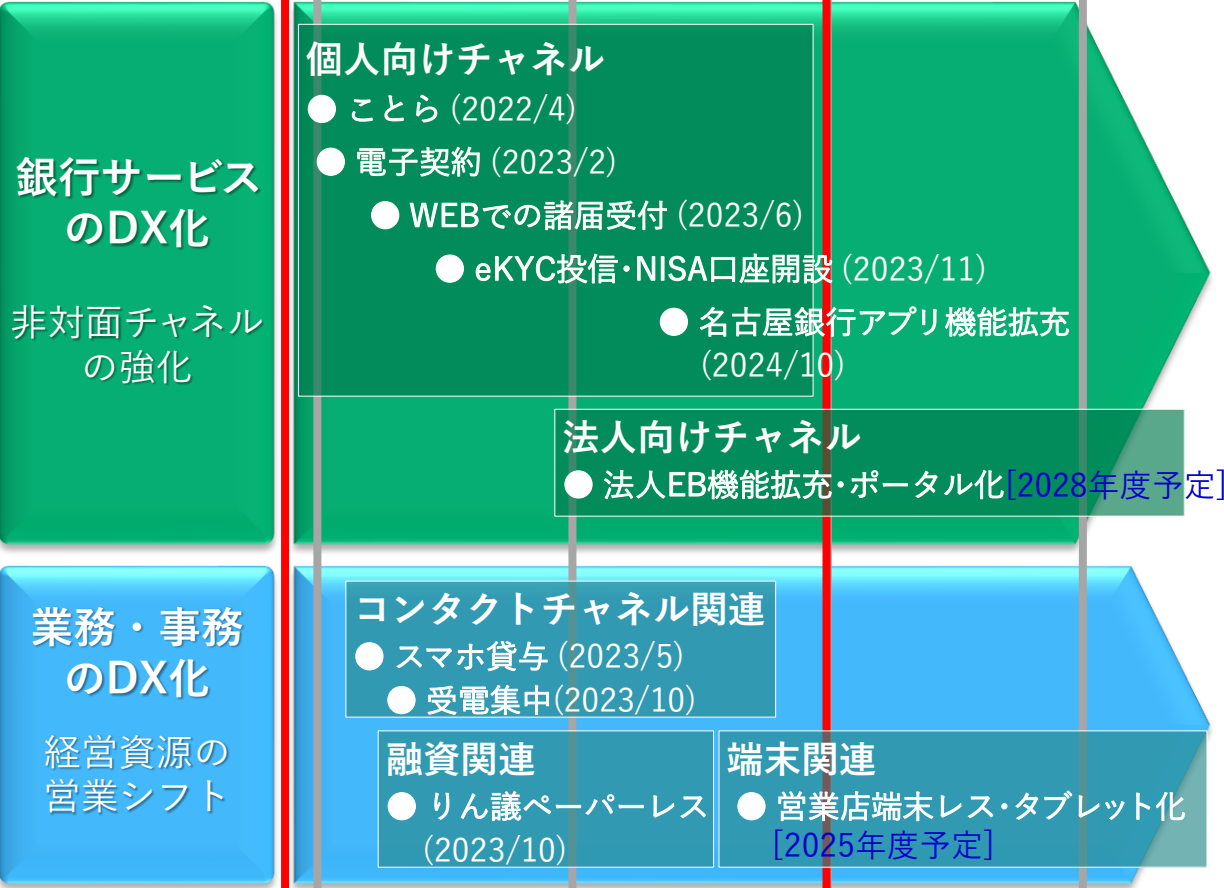 銀行サービス
のDX化
非対面チャネル
の強化
個人向けチャネル
● ことら (2022/4)
● 電子契約 (2023/2)
● WEBでの諸届受付 (2023/6)
● eKYC投信・NISA口座開設 (2023/11)
● 名古屋銀行アプリ機能拡充
(2024/10)
法人向けチャネル
● 法人EB機能拡充・ポータル化[2028年度予定]
業務・事務
のDX化
経営資源の
営業シフト
コンタクトチャネル関連
● スマホ貸与 (2023/5)
● 受電集中(2023/10)
融資関連
● りん議ペーパーレス
(2023/10)
端末関連
● 営業店端末レス・タブレット化
[2025年度予定]